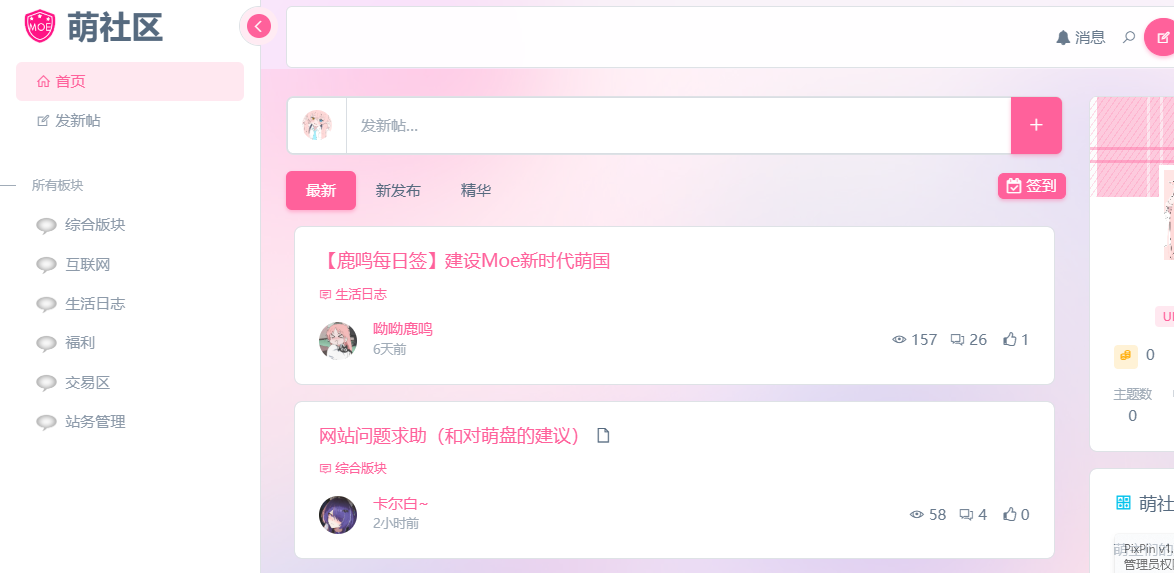 MOE 萌社区
首页
发新帖
所有板块
综合版块
互联网
生活日志
福利
交易区
站务管理
消息
发新帖...
+
最新 新发布 精华 签到
【鹿鸣每日签】建设Moe新时代萌国
生活日志
呦呦鹿鸣
6天前
157 26 1
网站问题求助（和对萌盘的建议）
综合版块
卡尔白~
2小时前
58 4 0
0
主题数
0
萌社
PixPin v1.
管理员权